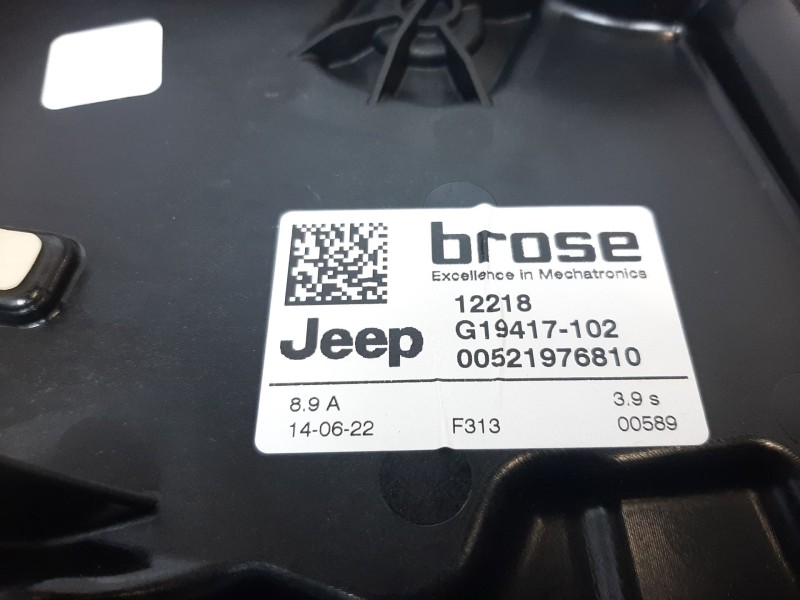 brose
Excellence in Mechatronics
12218
Jeep
G19417-102
00521976810
8.9 A
3.9 s
14-06-22
F313
00589